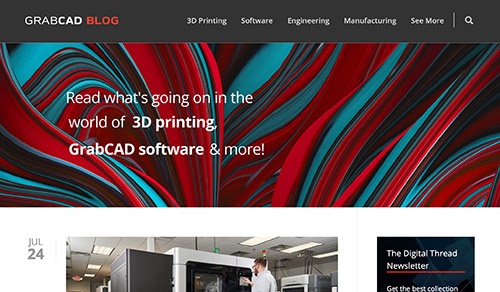 GRABCAD BLOG
3D Printing Software Engineering Manufacturing See More
Read what's going on in the
world of 3D printing,
GrabCAD software & more!
JUL
24
The Digital Thread
Newsletter
Get the best collection